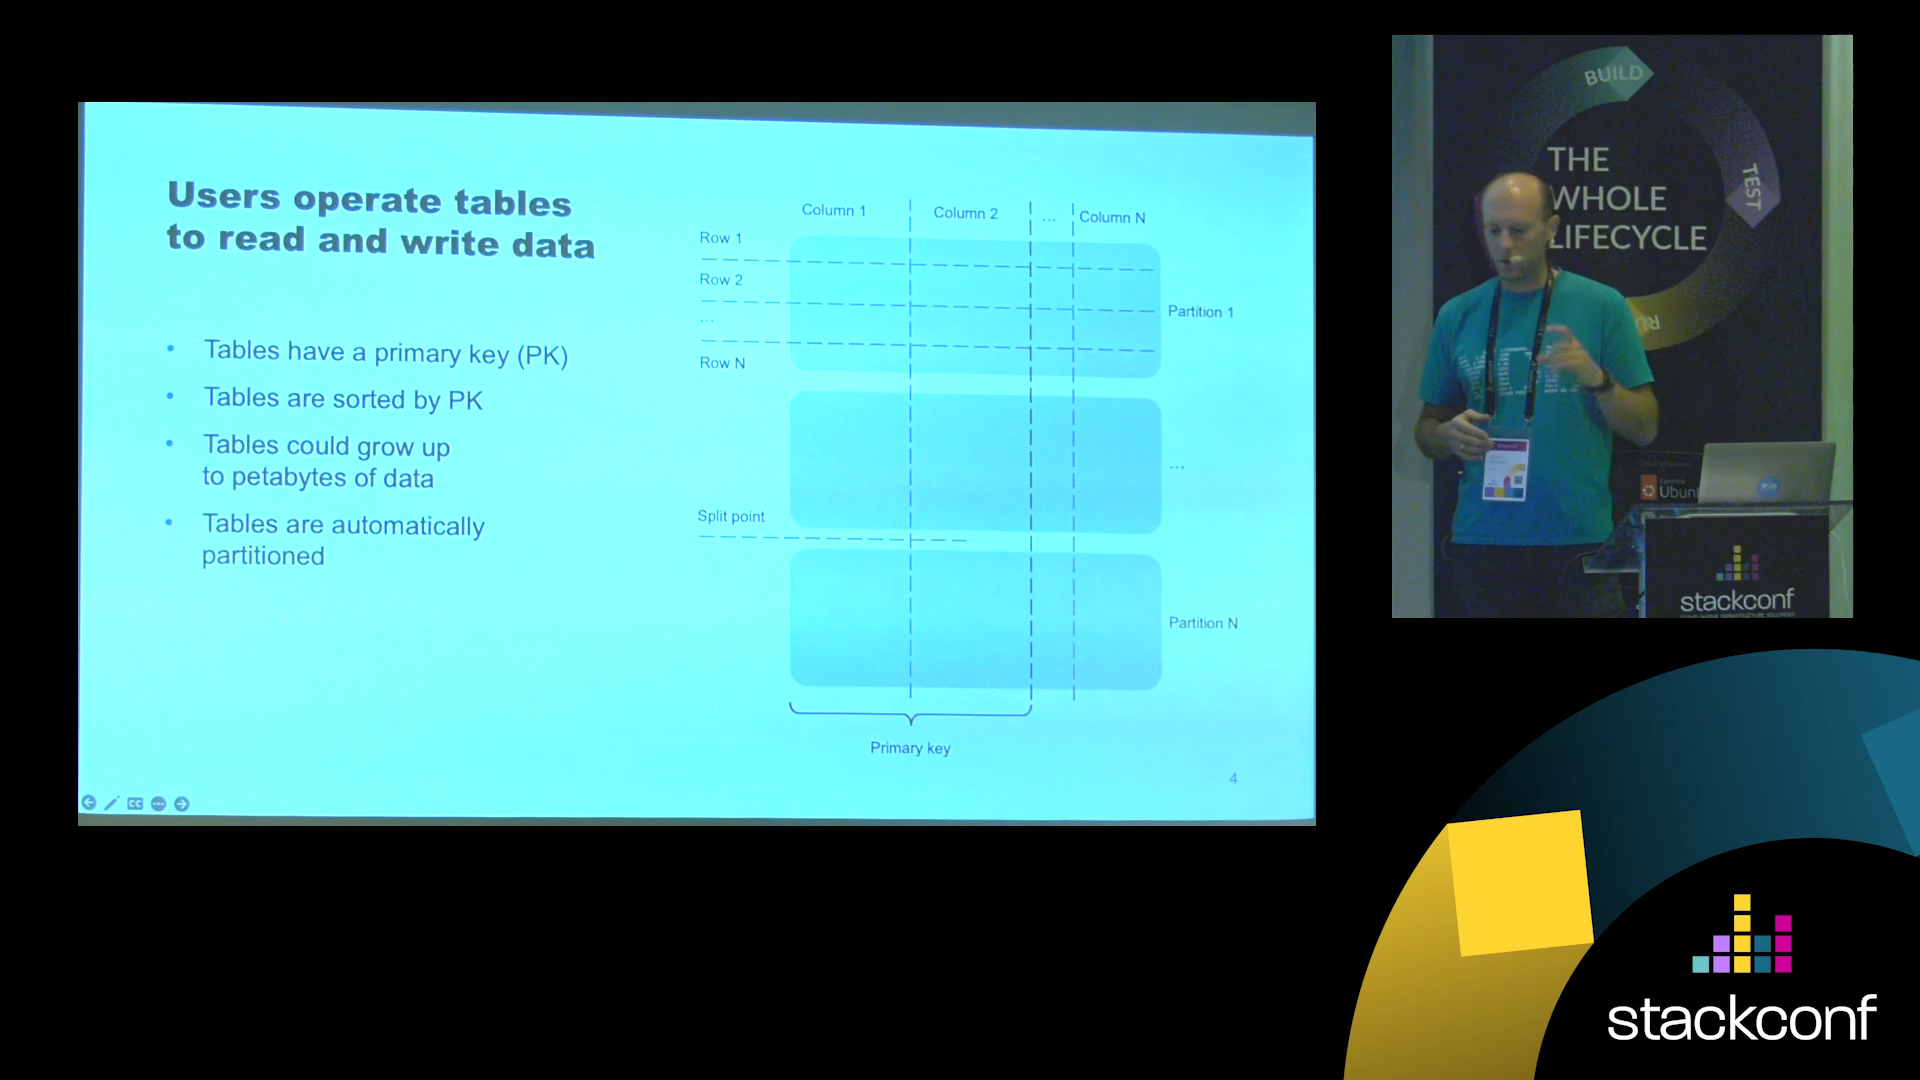 Users operate tables
to read and write data
• Tables have a primary key (PK)
• Tables are sorted by PK
• Tables could grow up
to petabytes of data
• Tables are automatically
partitioned
Column 1
Column 2
...
Column N
Row 1
Row 2
...
Row N
Partition 1
...
Split point
Partition N
Primary key
4
CC
BUILD
TEST
THE
WHOLE
LIFECYCLE
stackconf
stackconf